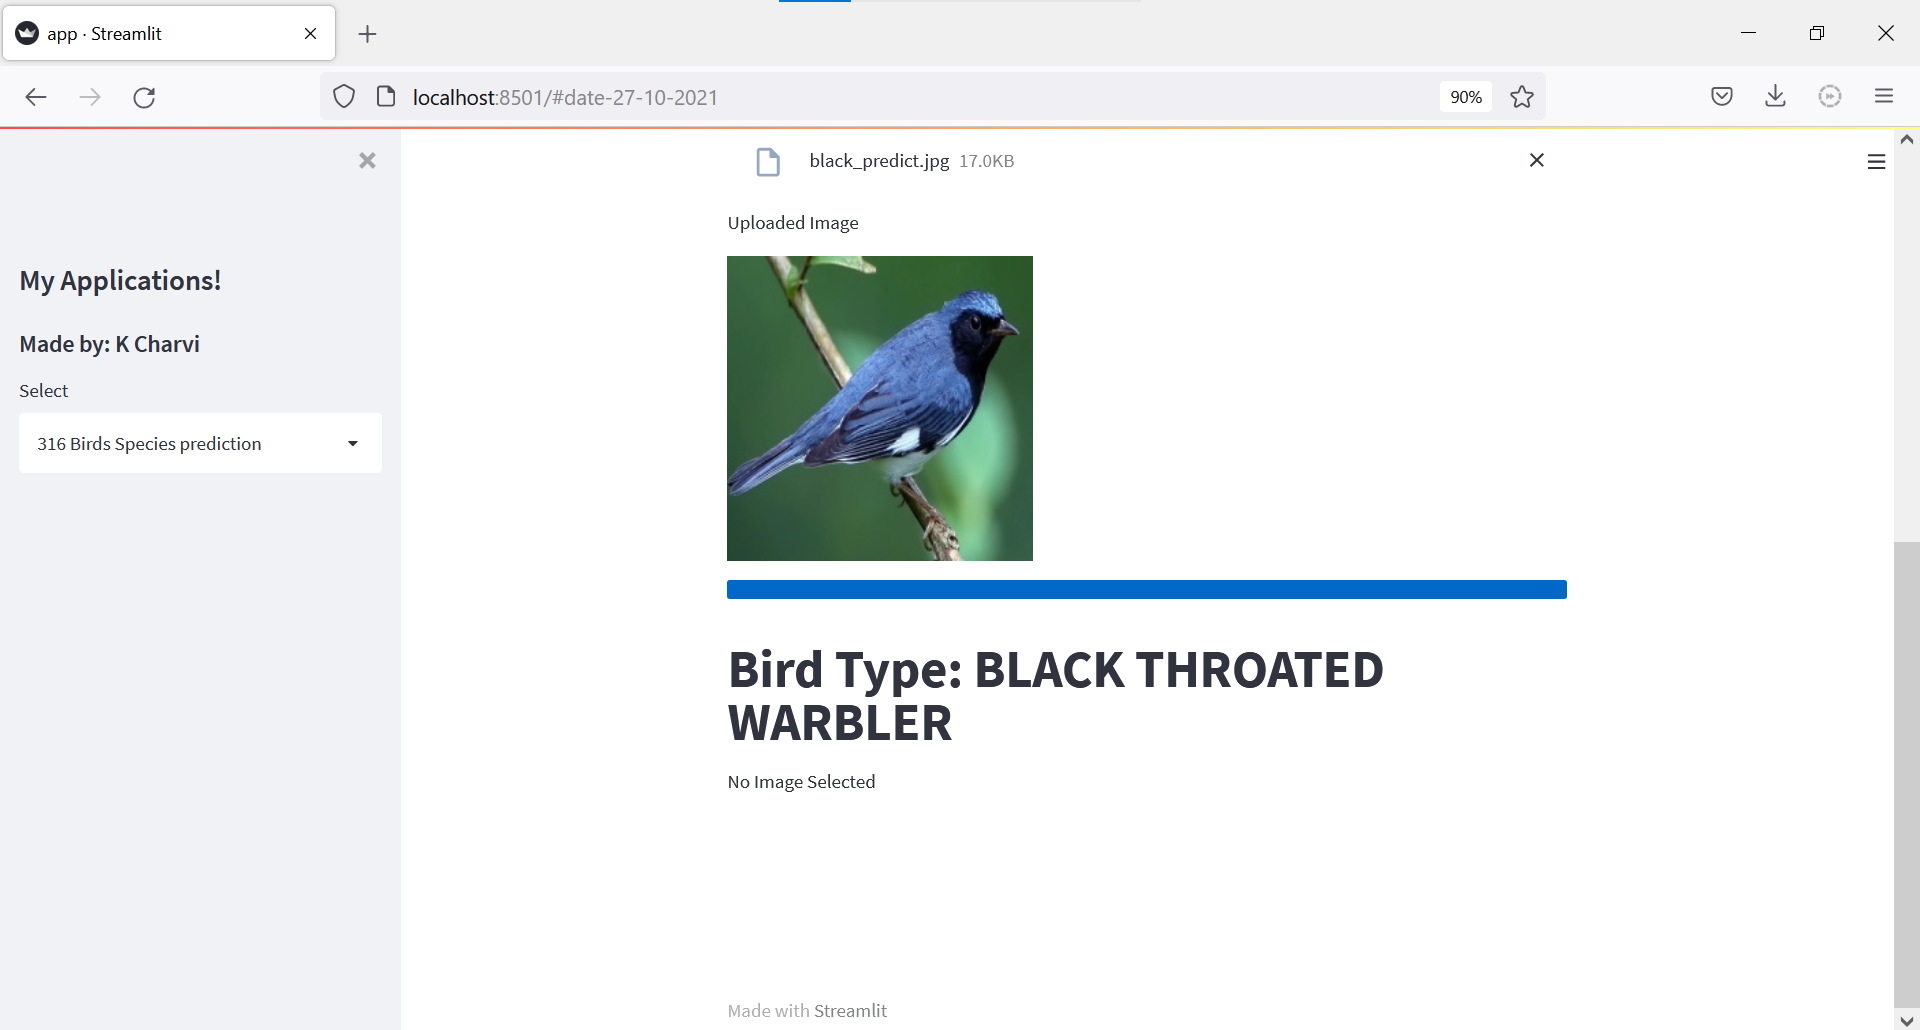 app · Streamlit
localhost:8501/#date-27-10-2021
90%
black_predict.jpg 17.0KB
Uploaded Image
My Applications!
Made by: K Charvi
Select
316 Birds Species prediction
Bird Type: BLACK THROATED
WARBLER
No Image Selected
Made with Streamlit